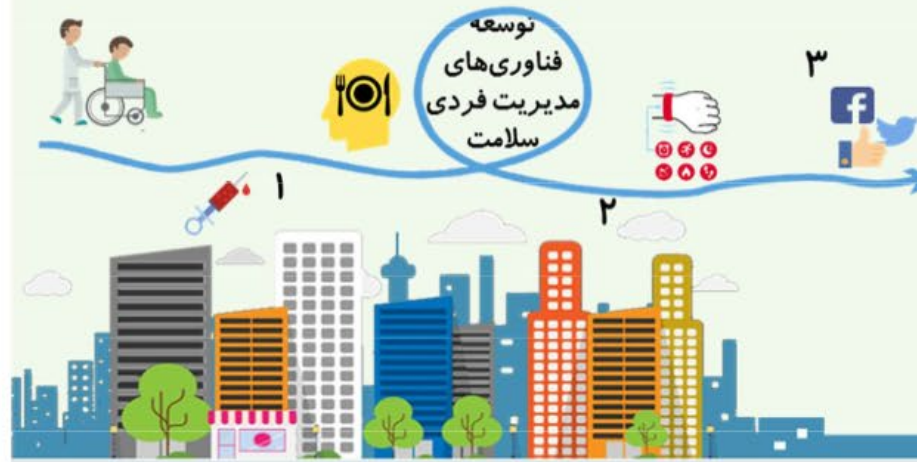 توسعه
فناوری‌های
مدیریت فردی
سلامت
۳
۱
۲